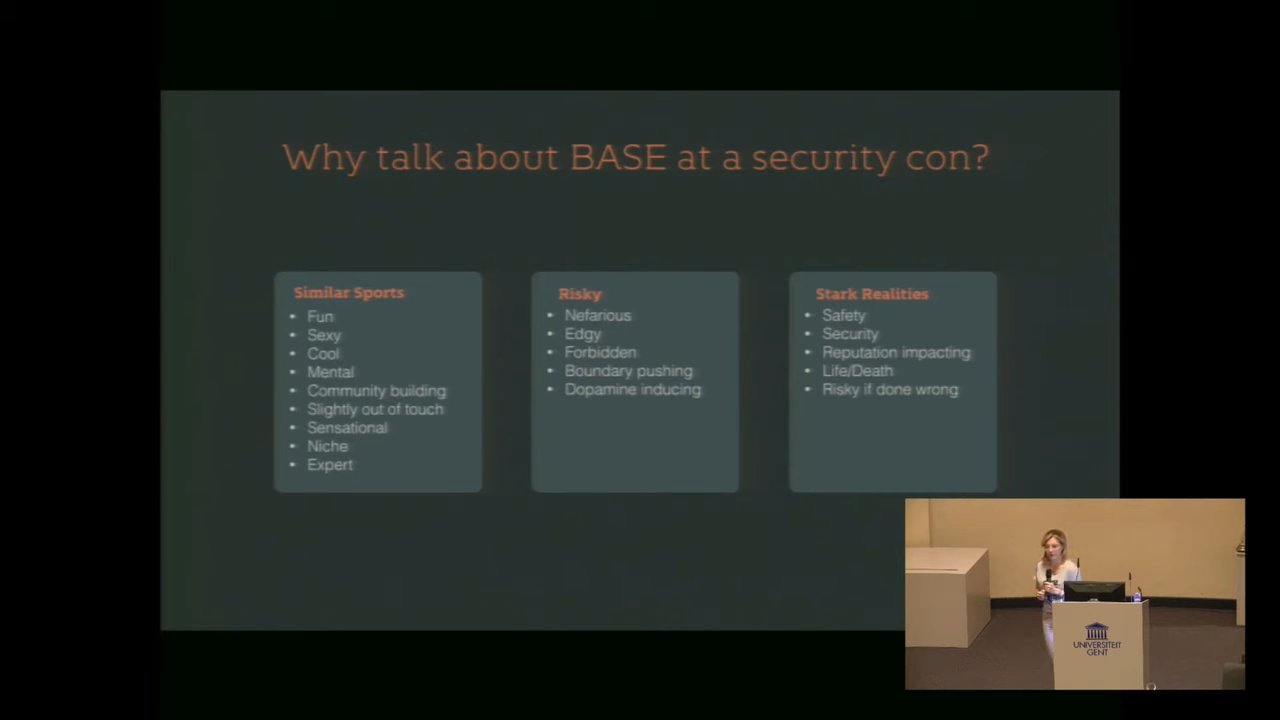 Why talk about BASE at a security con?
Similar Sports
• Fun
• Sexy
• Cool
• Mental
• Community building
• Slightly out of touch
• Sensational
• Niche
• Expert
Risky
• Nefarious
• Edgy
• Forbidden
• Boundary pushing
• Dopamine inducing
Stark Realities
• Safety
• Security
• Reputation impacting
• Life/Death
• Risky if done wrong
UNIVERSITEIT
GENT